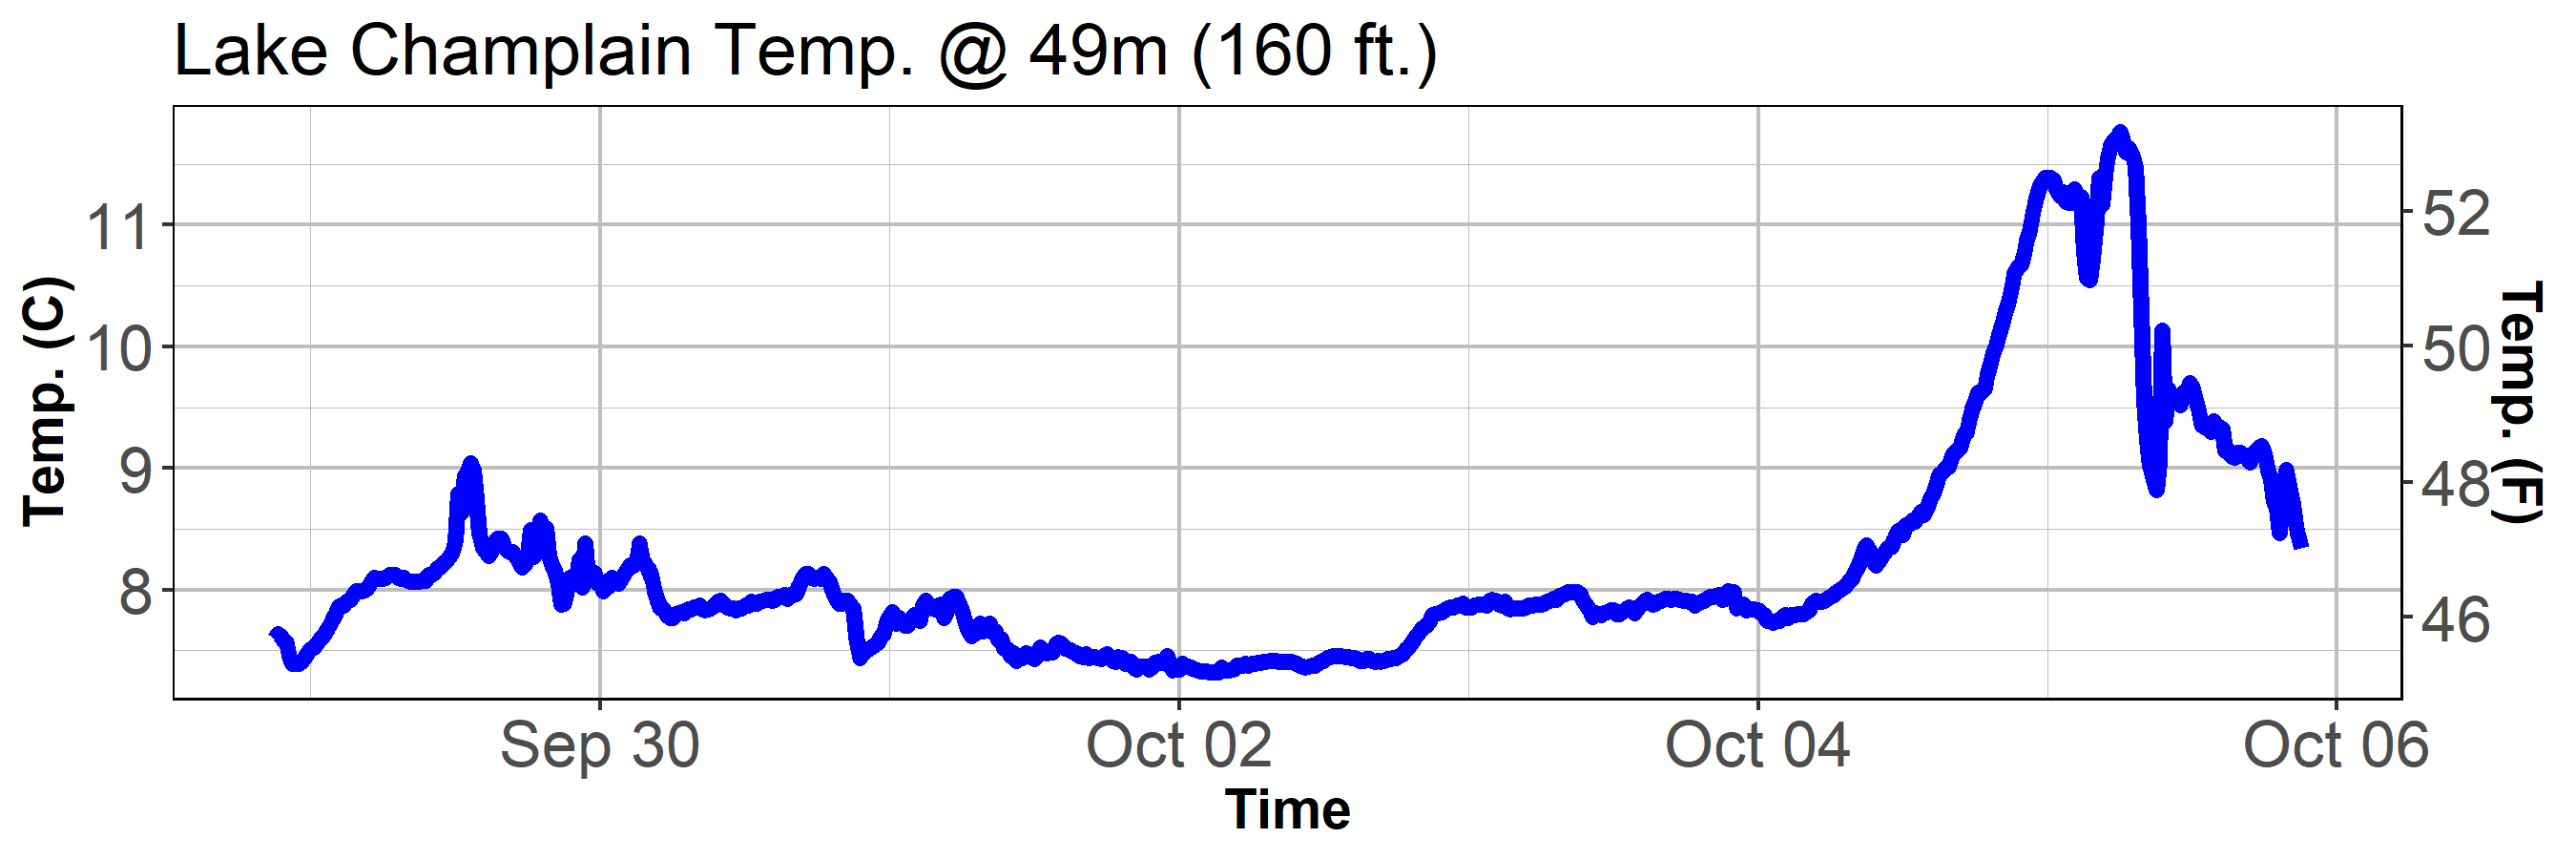 Lake Champlain Temp. @ 49m (160 ft.)
Temp. (C)
11
10
9
8
52
50
48
46
Temp. (F)
Sep 30
Oct 02
Oct 04
Oct 06
Time